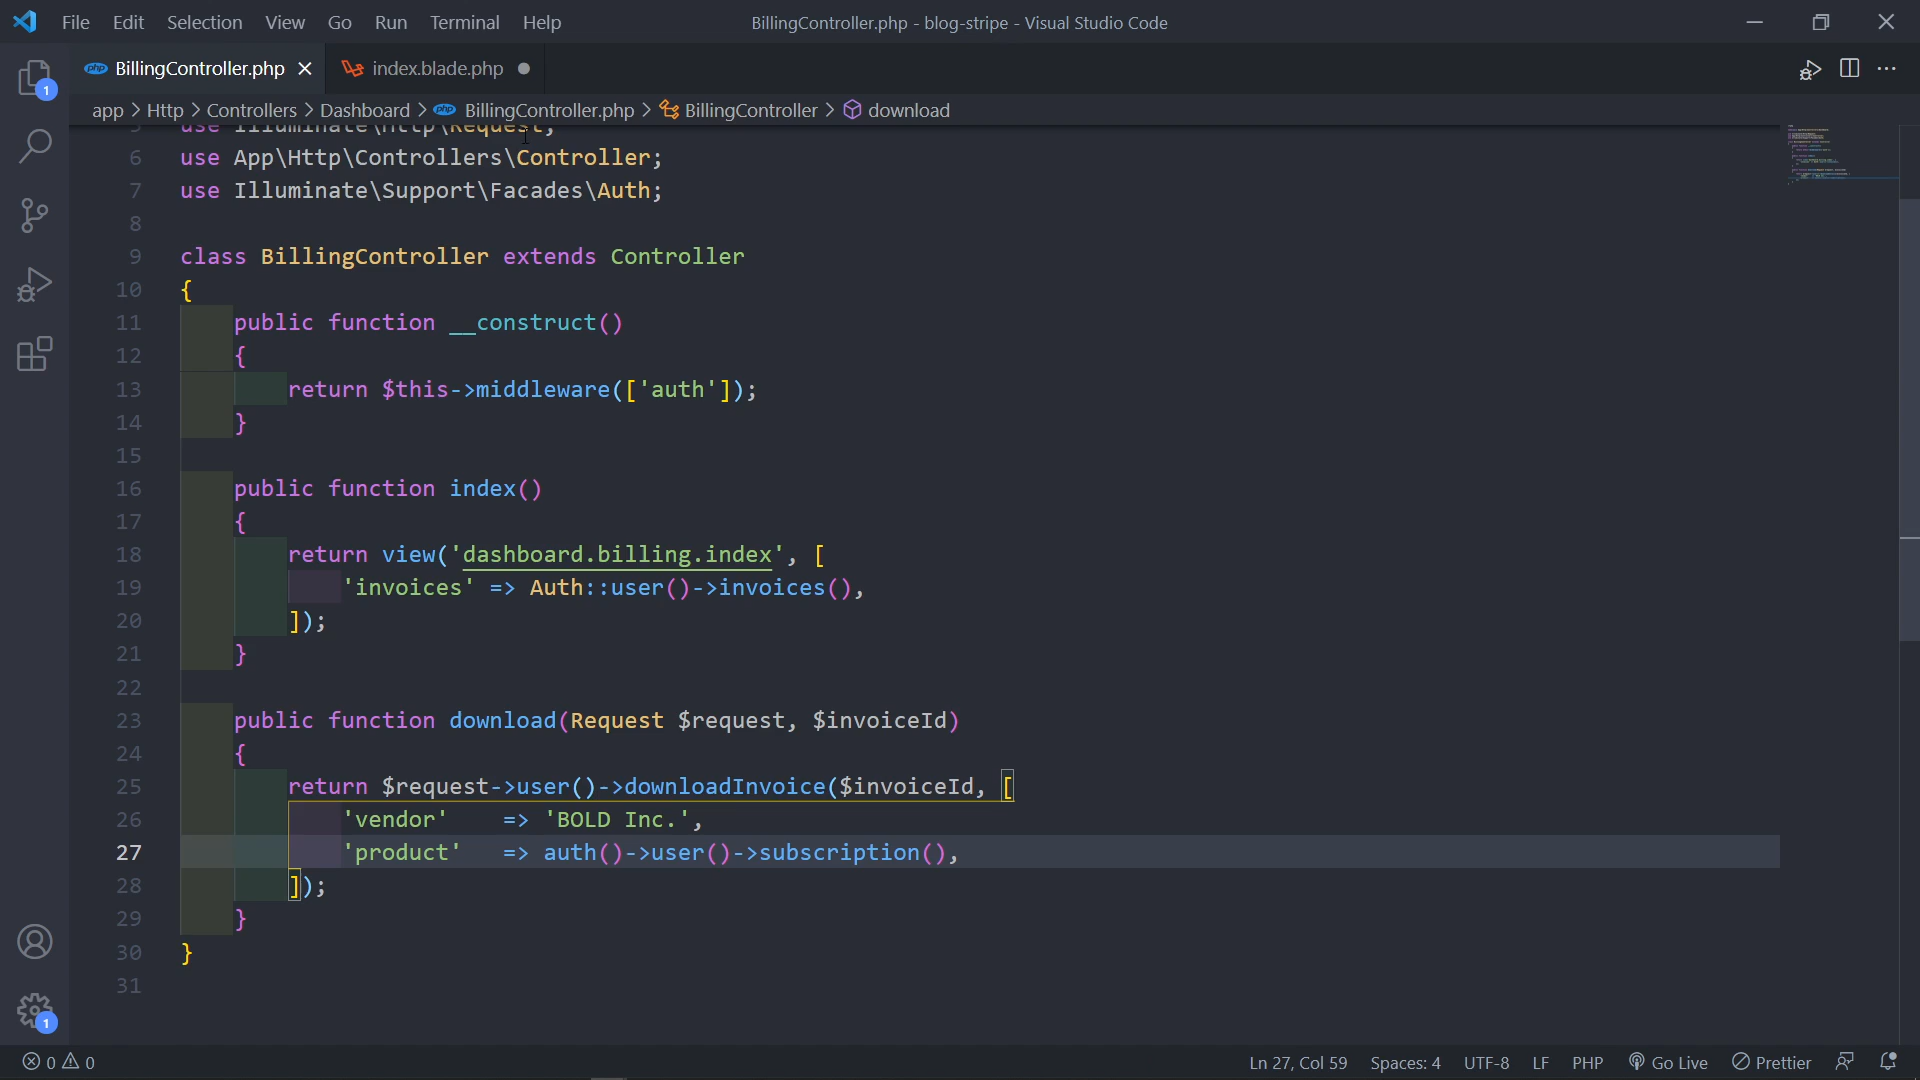 File Edit Selection View Go Run Terminal Help
BillingController.php - blog-stripe - Visual Studio Code
BillingController.php
index.blade.php
app > Http > Controllers > Dashboard > BillingController.php > BillingController > download
5 use Illuminate\Http\Request;
6 use App\Http\Controllers\Controller;
7 use Illuminate\Support\Facades\Auth;
8
9 class BillingController extends Controller
10 {
11     public function __construct()
12     {
13         return $this->middleware(['auth']);
14     }
15
16     public function index()
17     {
18         return view('dashboard.billing.index', [
19             'invoices' => Auth::user()->invoices(),
20         ]);
21     }
22
23     public function download(Request $request, $invoiceId)
24     {
25         return $request->user()->downloadInvoice($invoiceId, [
26             'vendor'    => 'BOLD Inc.',
27             'product'   => auth()->user()->subscription(),
28         ]);
29     }
30 }
31
1
1
0 0
Ln 27, Col 59 Spaces: 4 UTF-8 LF PHP Go Live Prettier